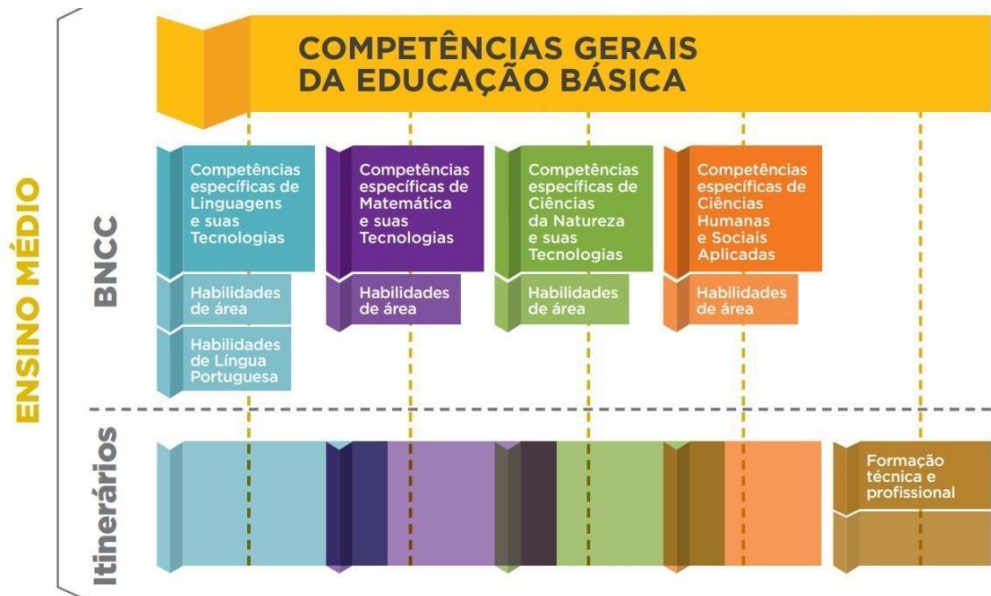 ENSINO MÉDIO
BNCC
COMPETÊNCIAS GERAIS
DA EDUCAÇÃO BÁSICA
Competências
específicas de
Linguagens
e suas
Tecnologias
Habilidades
de área
Habilidades
de Língua
Portuguesa
Competências
específicas de
Matemática
e suas
Tecnologias
Habilidades
de área
Competências
específicas de
Ciências
da Natureza
e suas
Tecnologias
Habilidades
de área
Competências
específicas de
Ciências
Humanas
e Sociais
Aplicadas
Habilidades
de área
Itinerários
Formação
técnica e
profissional